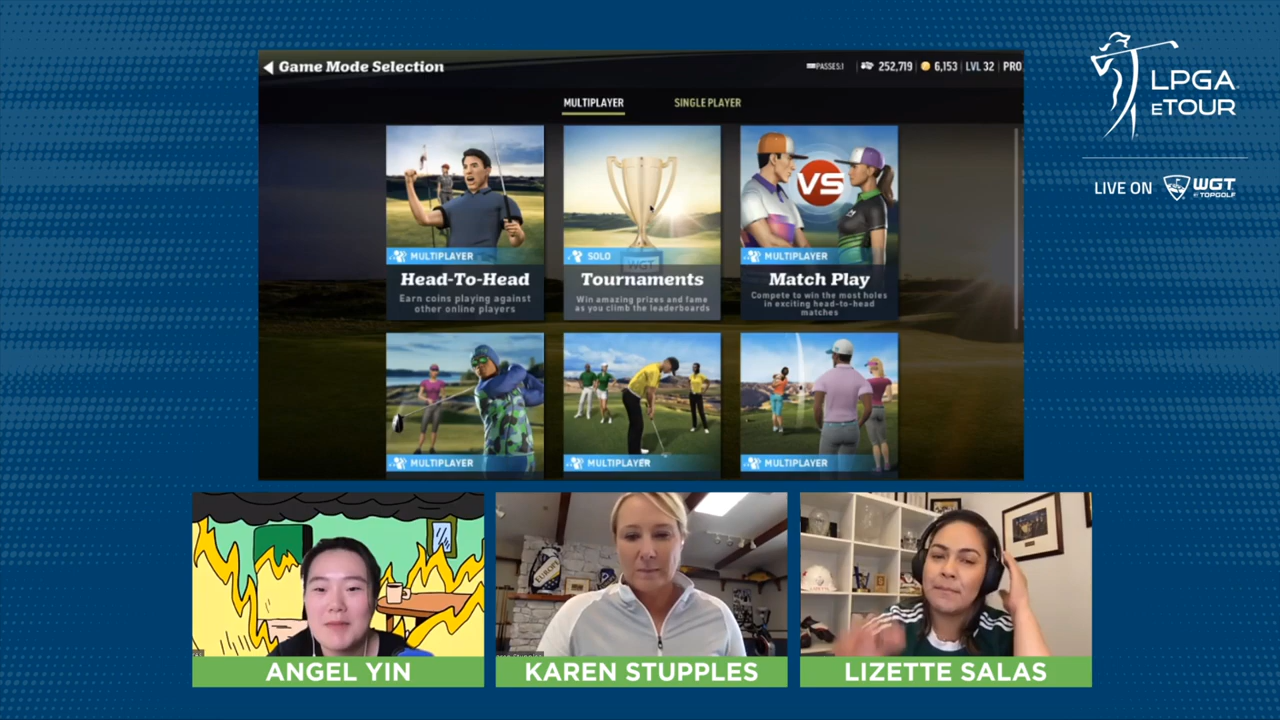 Game Mode Selection
PASSES:1 | 252,719 | 6,153 | LVL 32 | PRO
MULTIPLAYER
SINGLE PLAYER
VS
MULTIPLAYER
Head-To-Head
Earn coins playing against
other online players
WGT
SOLO
Tournaments
Win amazing prizes and fame
as you climb the leaderboards
MULTIPLAYER
Match Play
Compete to win the most holes
in exciting head-to-head
matches
MULTIPLAYER
MULTIPLAYER
MULTIPLAYER
LPGA
eTOUR
LIVE ON
WGT
BY TOPGOLF
EUROPE
ANGEL YIN
KAREN STUPPLES
LIZETTE SALAS